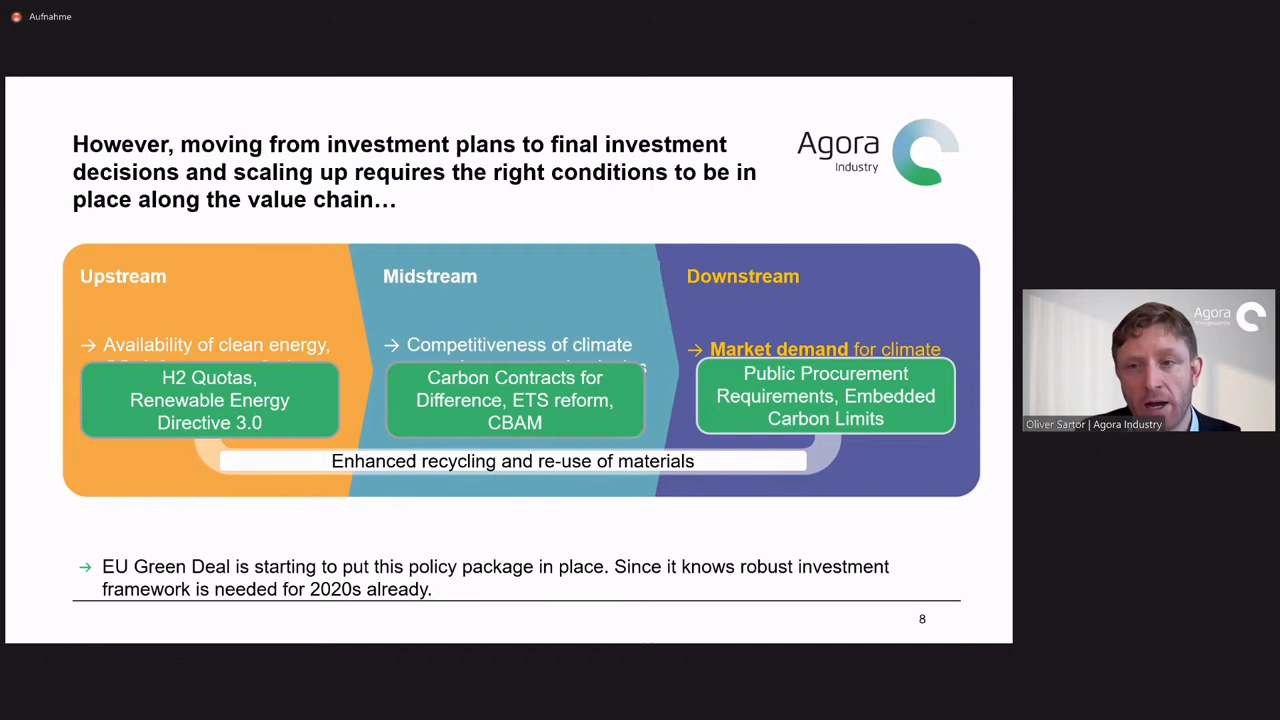 Aufnahme
However, moving from investment plans to final investment
decisions and scaling up requires the right conditions to be in
place along the value chain…
Agora
Industry
Upstream
Midstream
Downstream
→ Availability of clean energy,
→ Competitiveness of climate
→ Market demand for climate
H2 Quotas,
Renewable Energy
Directive 3.0
Carbon Contracts for
Difference, ETS reform,
CBAM
Public Procurement
Requirements, Embedded
Carbon Limits
Enhanced recycling and re-use of materials
→ EU Green Deal is starting to put this policy package in place. Since it knows robust investment
framework is needed for 2020s already.
8
Agora
Oliver Sartor | Agora Industry